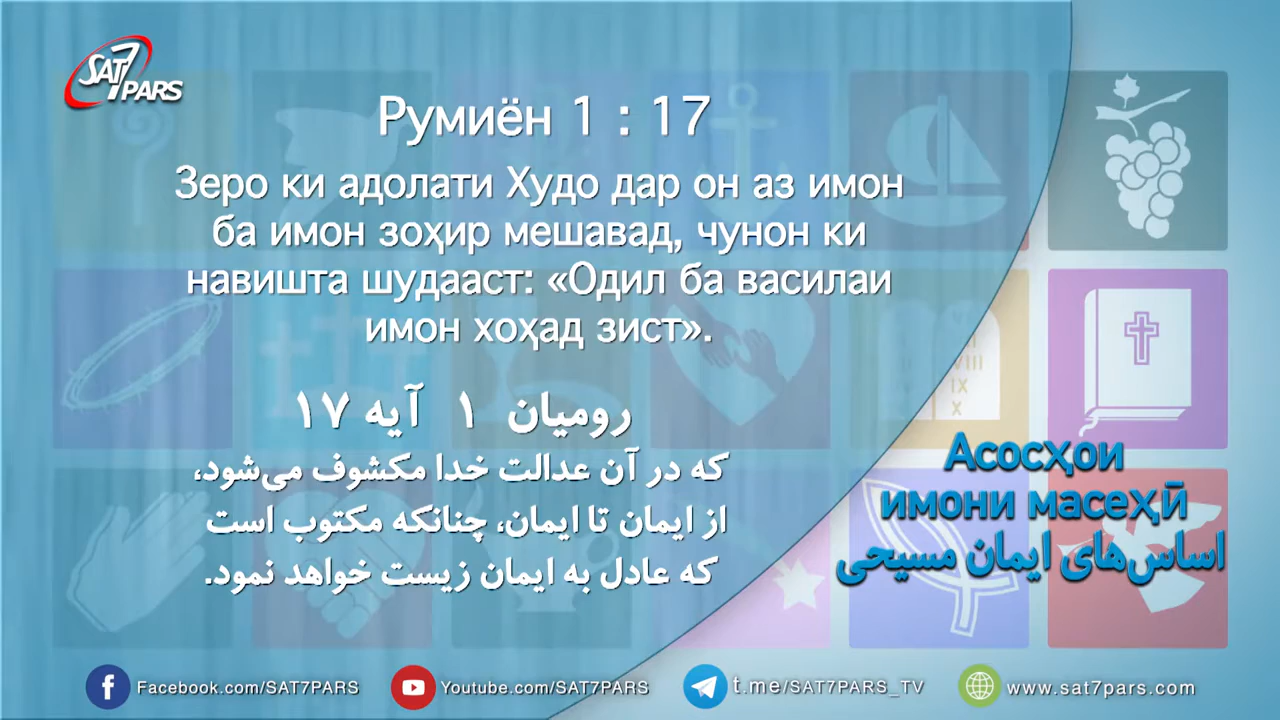 SAT7PARS
Румиён 1 : 17
Зеро ки адолати Худо дар он аз имон
ба имон зоҳир мешавад, чунон ки
навишта шудааст: «Одил ба василаи
имон хоҳад зист».
رومیان ۱ آیه ۱۷
که در آن عدالت خدا مکشوف می‌شود،
از ایمان تا ایمان، چنانکه مکتوب است
که عادل به ایمان زیست خواهد نمود.
VIII
IX
X
Асосҳои
имони масеҳӣ
اساس‌های ایمان مسیحی
Facebook.com/SAT7PARS
Youtube.com/SAT7PARS
t.me/SAT7PARS_TV
www.sat7pars.com